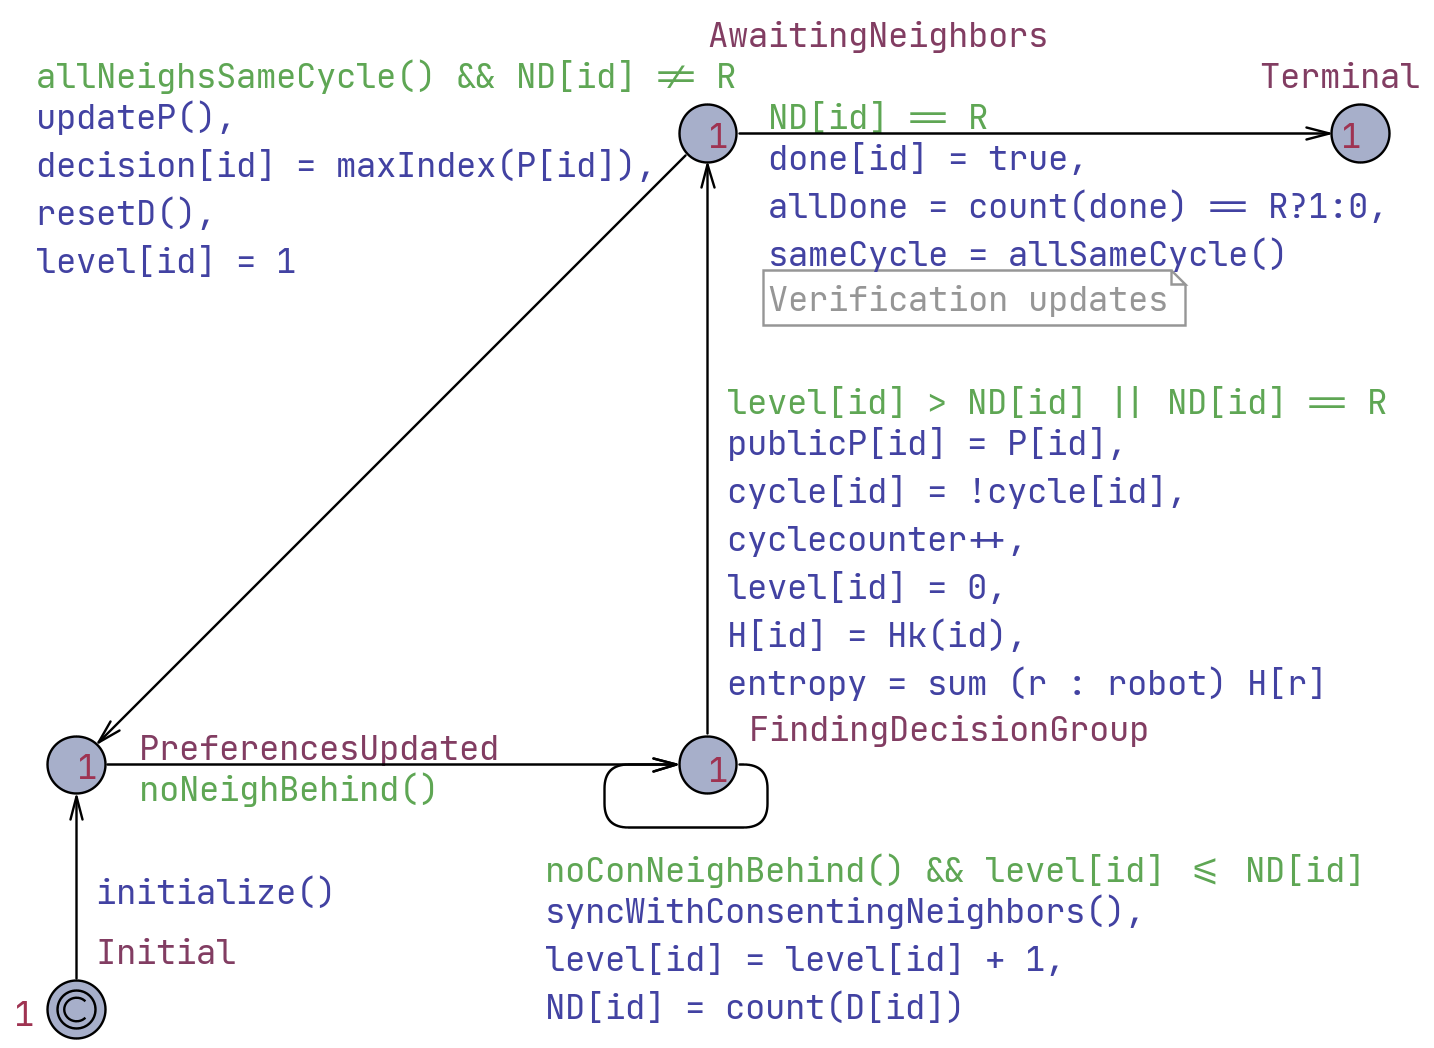 AwaitingNeighbors
allNeighsSameCycle() && ND[id] ≠ R
updateP(),
decision[id] = maxIndex(P[id]),
resetD(),
level[id] = 1
1
Terminal
1
ND[id] == R
done[id] = true,
allDone = count(done) == R?1:0,
sameCycle = allSameCycle()
Verification updates
level[id] > ND[id] || ND[id] == R
publicP[id] = P[id],
cycle[id] = !cycle[id],
cyclecounter++,
level[id] = 0,
H[id] = Hk(id),
entropy = sum (r : robot) H[r]
FindingDecisionGroup
1
PreferencesUpdated
noNeighBehind()
1
noConNeighBehind() && level[id] ⩽ ND[id]
syncWithConsentingNeighbors(),
level[id] = level[id] + 1,
ND[id] = count(D[id])
initialize()
Initial
1
C